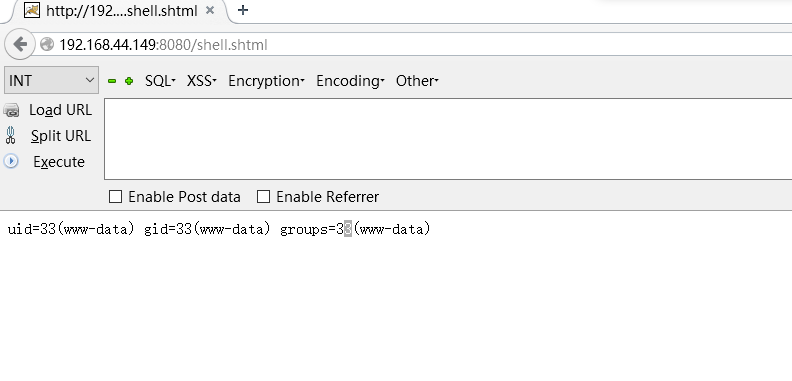 http://192....shell.shtml × +
192.168.44.149:8080/shell.shtml
INT SQL XSS Encryption Encoding Other
Load URL
Split URL
Execute
Enable Post data Enable Referrer
uid=33(www-data) gid=33(www-data) groups=33(www-data)